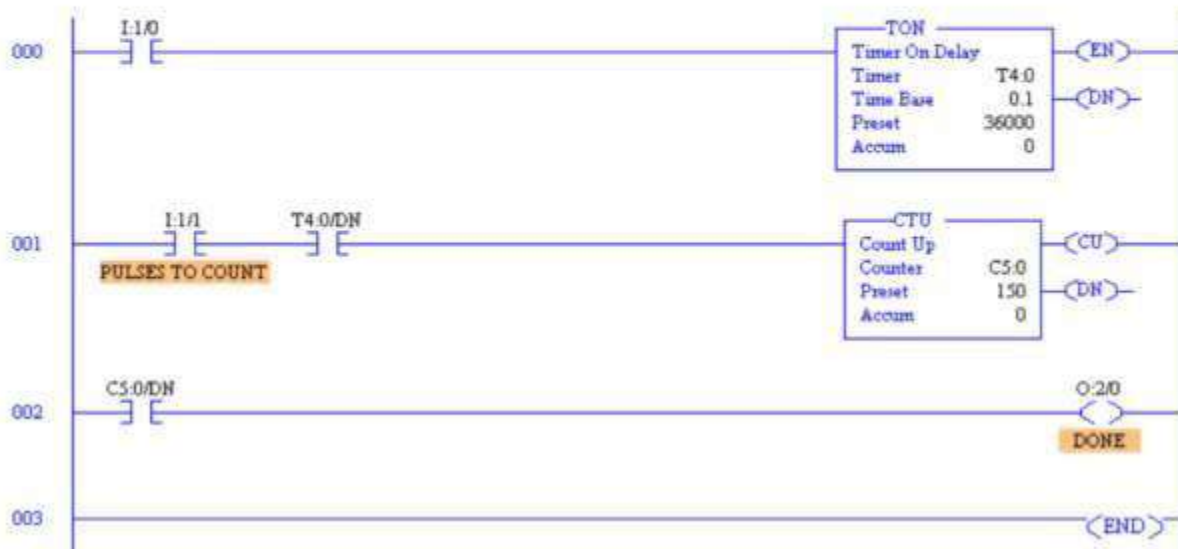 I:1/0
000
TON
Timer On Delay
Timer T4:0
Time Base 0.1
Preset 36000
Accum 0
EN
DN
I:1/1
T4:0/DN
001
PULSES TO COUNT
CTU
Count Up
Counter C5:0
Preset 150
Accum 0
CU
DN
C5:0/DN
O:2/0
002
DONE
003
END